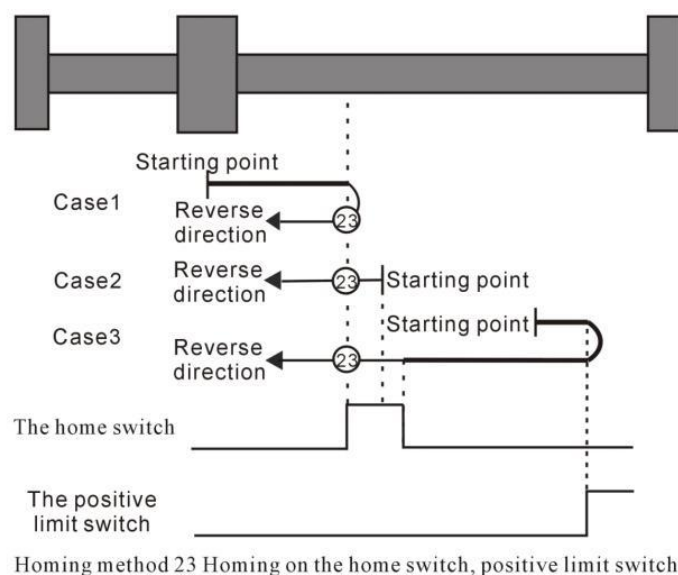 Starting point
Case1
Reverse
direction
23
Case2
Reverse
direction
23
Starting point
Case3
Starting point
Reverse
direction
23
The home switch
The positive
limit switch
Homing method 23 Homing on the home switch, positive limit switch